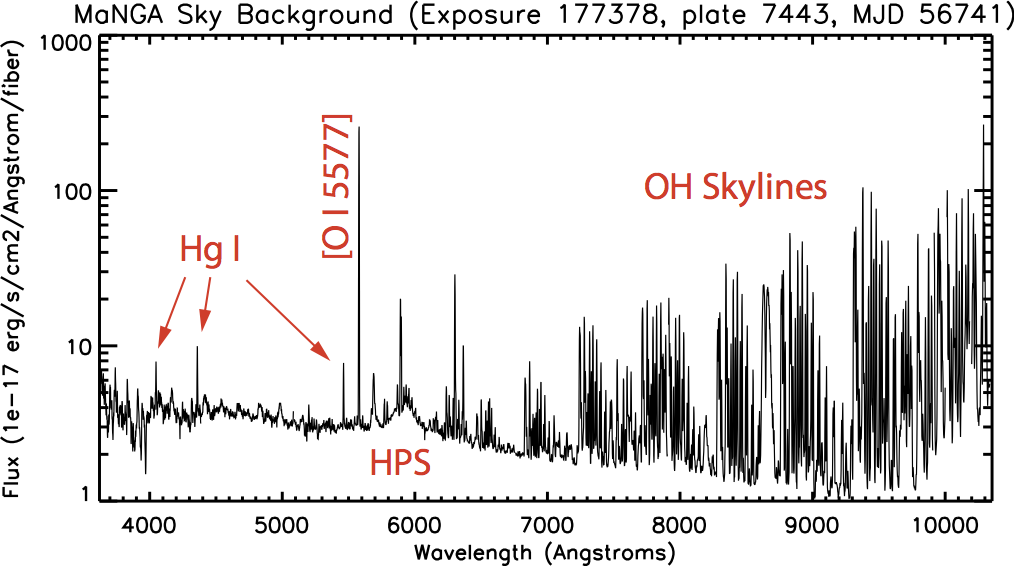 MaNGA Sky Background (Exposure 177378, plate 7443, MJD 56741)
Flux (1e-17 erg/s/cm2/Angstrom/fiber)
1000
100
10
1
Hg I
[O I 5577]
OH Skylines
HPS
4000 5000 6000 7000 8000 9000 10000
Wavelength (Angstroms)